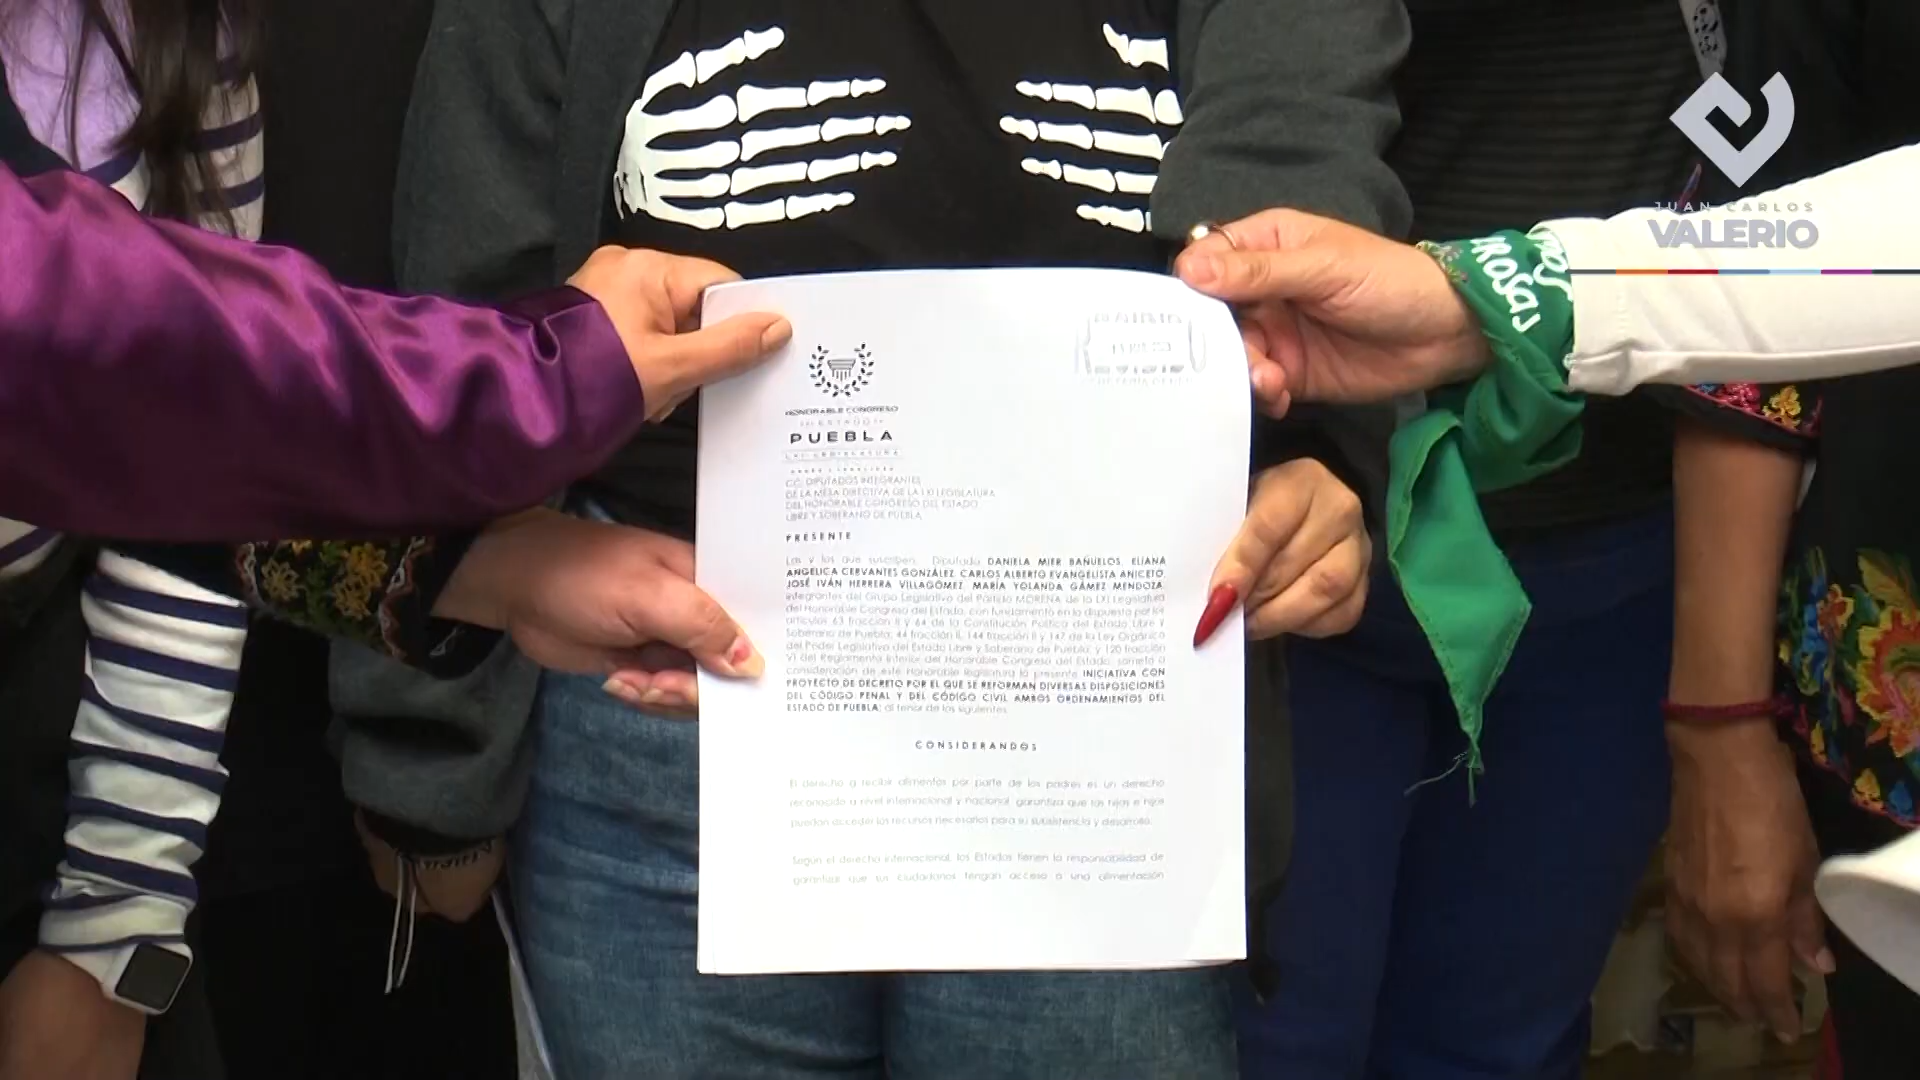 JUAN CARLOS
VALERIO
ROSAS
HONORABLE CONGRESO
DEL ESTADO DE
PUEBLA
LXI LEGISLATURA
CC. DIPUTADOS INTEGRANTES
DE LA MESA DIRECTIVA DE LA LXI LEGISLATURA
DEL HONORABLE CONGRESO DEL ESTADO
LIBRE Y SOBERANO DE PUEBLA
PRESENTE
Las y los que suscriben, Diputada DANIELA MIER BAÑUELOS, ELIANA
ANGELICA CERVANTES GONZÁLEZ, CARLOS ALBERTO EVANGELISTA ANICETO,
JOSÉ IVÁN HERRERA VILLAGÓMEZ, MARÍA YOLANDA GÁMEZ MENDOZA,
integrantes del Grupo Legislativo del Partido MORENA de la LXI Legislatura
del Honorable Congreso del Estado, con fundamento en lo dispuesto por los
artículos 63 fracción II y 64 de la Constitución Política del Estado Libre Y
Soberano de Puebla; 44 fracción II, 144 fracción II y 147 de la Ley Orgánica
del Poder Legislativo del Estado Libre y Soberano de Puebla; y 120 fracción
VI del Reglamento Interior del Honorable Congreso del Estado, someto a
consideración de este Honorable legislatura la presente INICIATIVA CON
PROYECTO DE DECRETO POR EL QUE SE REFORMAN DIVERSAS DISPOSICIONES
DEL CÓDIGO PENAL Y DEL CÓDIGO CIVIL AMBOS ORDENAMIENTOS DEL
ESTADO DE PUEBLA; al tenor de los siguientes:
CONSIDERANDOS
El derecho a recibir alimentos por parte de los padres es un derecho
reconocido a nivel internacional y nacional, garantiza que las hijas e hijos
puedan acceder los recursos necesarios para su subsistencia y desarrollo.
Según el derecho internacional, los Estados tienen la responsabilidad de
garantizar que sus ciudadanos tengan acceso a una alimentación